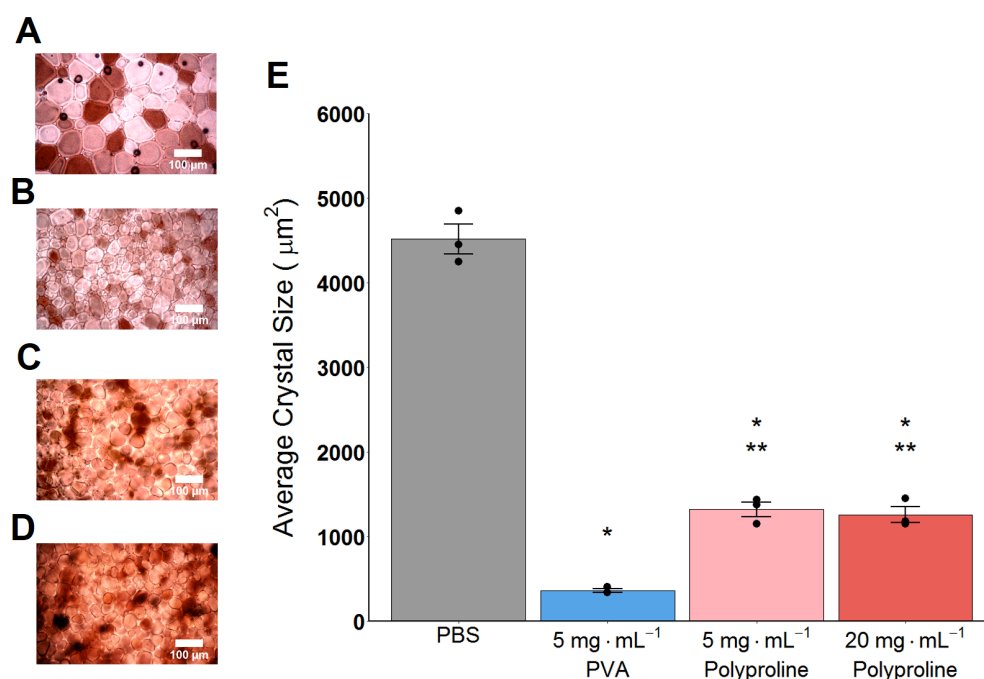 A
100 µm
B
100 µm
C
100 µm
D
100 µm
E
Average Crystal Size ( µm²)
6000
5000
4000
3000
2000
1000
0
*
*
**
*
**
PBS
5 mg · mL⁻¹
PVA
5 mg · mL⁻¹
Polyproline
20 mg · mL⁻¹
Polyproline